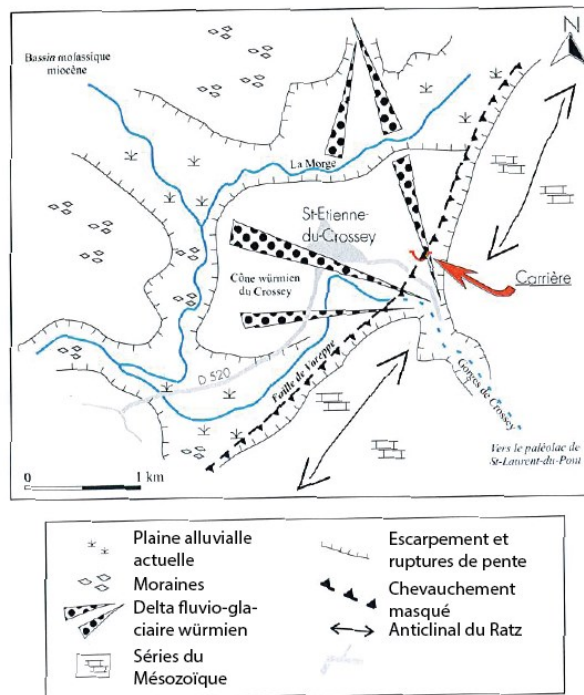 N
Bassin molassique
miocène
La Morge
St-Etienne-
du-Crossey
Cône würmien
du Crossey
Carrière
D 520
Faille de Voreppe
Gorges de Crossey
Vers le paléolac de
St-Laurent-du-Pont
0
1 km
Plaine alluvialle
actuelle
Moraines
Delta fluvio-gla-
ciaire würmien
Séries du
Mésozoïque
Escarpement et
ruptures de pente
Chevauchement
masqué
Anticlinal du Ratz